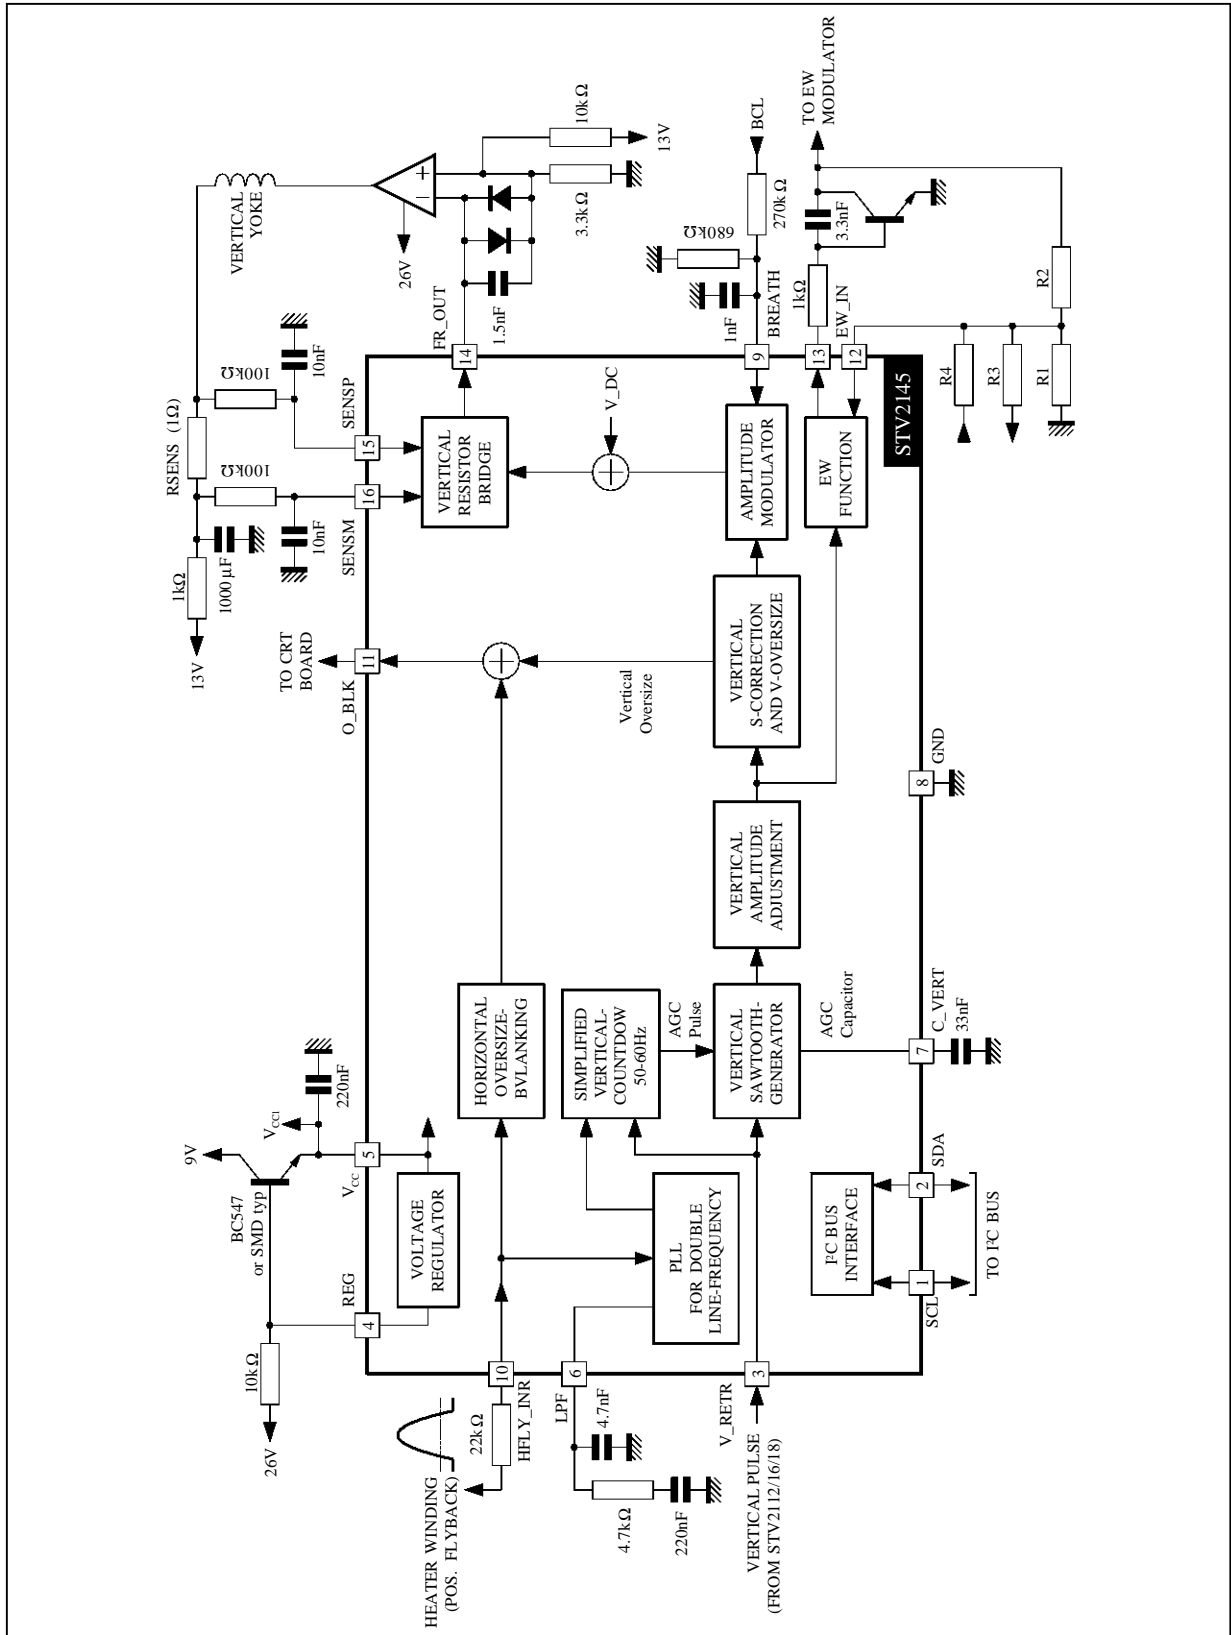 26V
10kΩ
REG
4
BC547
or SMD typ
9V
V_CC1
V_CC
5
220nF
VOLTAGE
REGULATOR
TO CRT
BOARD
O_BLK
11
13V
1kΩ
1000 µF
RSENS (1Ω)
100kΩ
100kΩ
10nF
10nF
SENSM
16
SENSP
15
VERTICAL
YOKE
26V
+
−
FR_OUT
14
1.5nF
3.3kΩ
10kΩ
13V
HEATER WINDING
(POS. FLYBACK)
22kΩ
HFLY_INR
10
HORIZONTAL
OVERSIZE-
BVLANKING
Vertical
Oversize
VERTICAL
RESISTOR
BRIDGE
V_DC
LPF
6
4.7nF
4.7kΩ
220nF
PLL
FOR DOUBLE
LINE-FREQUENCY
SIMPLIFIED
VERTICAL-
COUNTDOW
50-60Hz
AGC
Pulse
V_RETR
3
VERTICAL PULSE
(FROM STV2112/16/18)
VERTICAL
SAWTOOTH-
GENERATOR
VERTICAL
AMPLITUDE
ADJUSTMENT
VERTICAL
S-CORRECTION
AND V-OVERSIZE
AMPLITUDE
MODULATOR
9
BREATH
1nF
680kΩ
270kΩ
BCL
EW
FUNCTION
13
1kΩ
3.3nF
TO EW
MODULATOR
12
EW_IN
R4
R3
R1
R2
STV2145
I²C BUS
INTERFACE
1
SCL
2
SDA
TO I²C BUS
AGC
Capacitor
7
C_VERT
33nF
8
GND